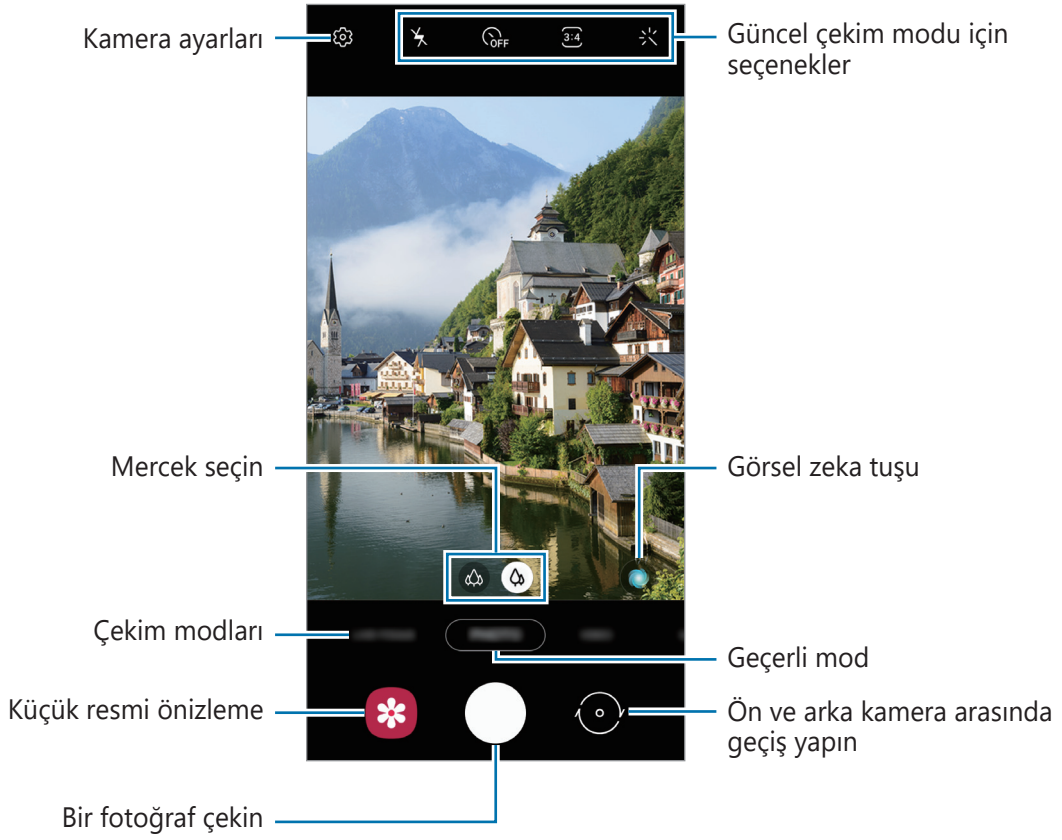 Kamera ayarları
OFF
3:4
Güncel çekim modu için
seçenekler
Mercek seçin
Görsel zeka tuşu
Çekim modları
Geçerli mod
Küçük resmi önizleme
Ön ve arka kamera arasında
geçiş yapın
Bir fotoğraf çekin